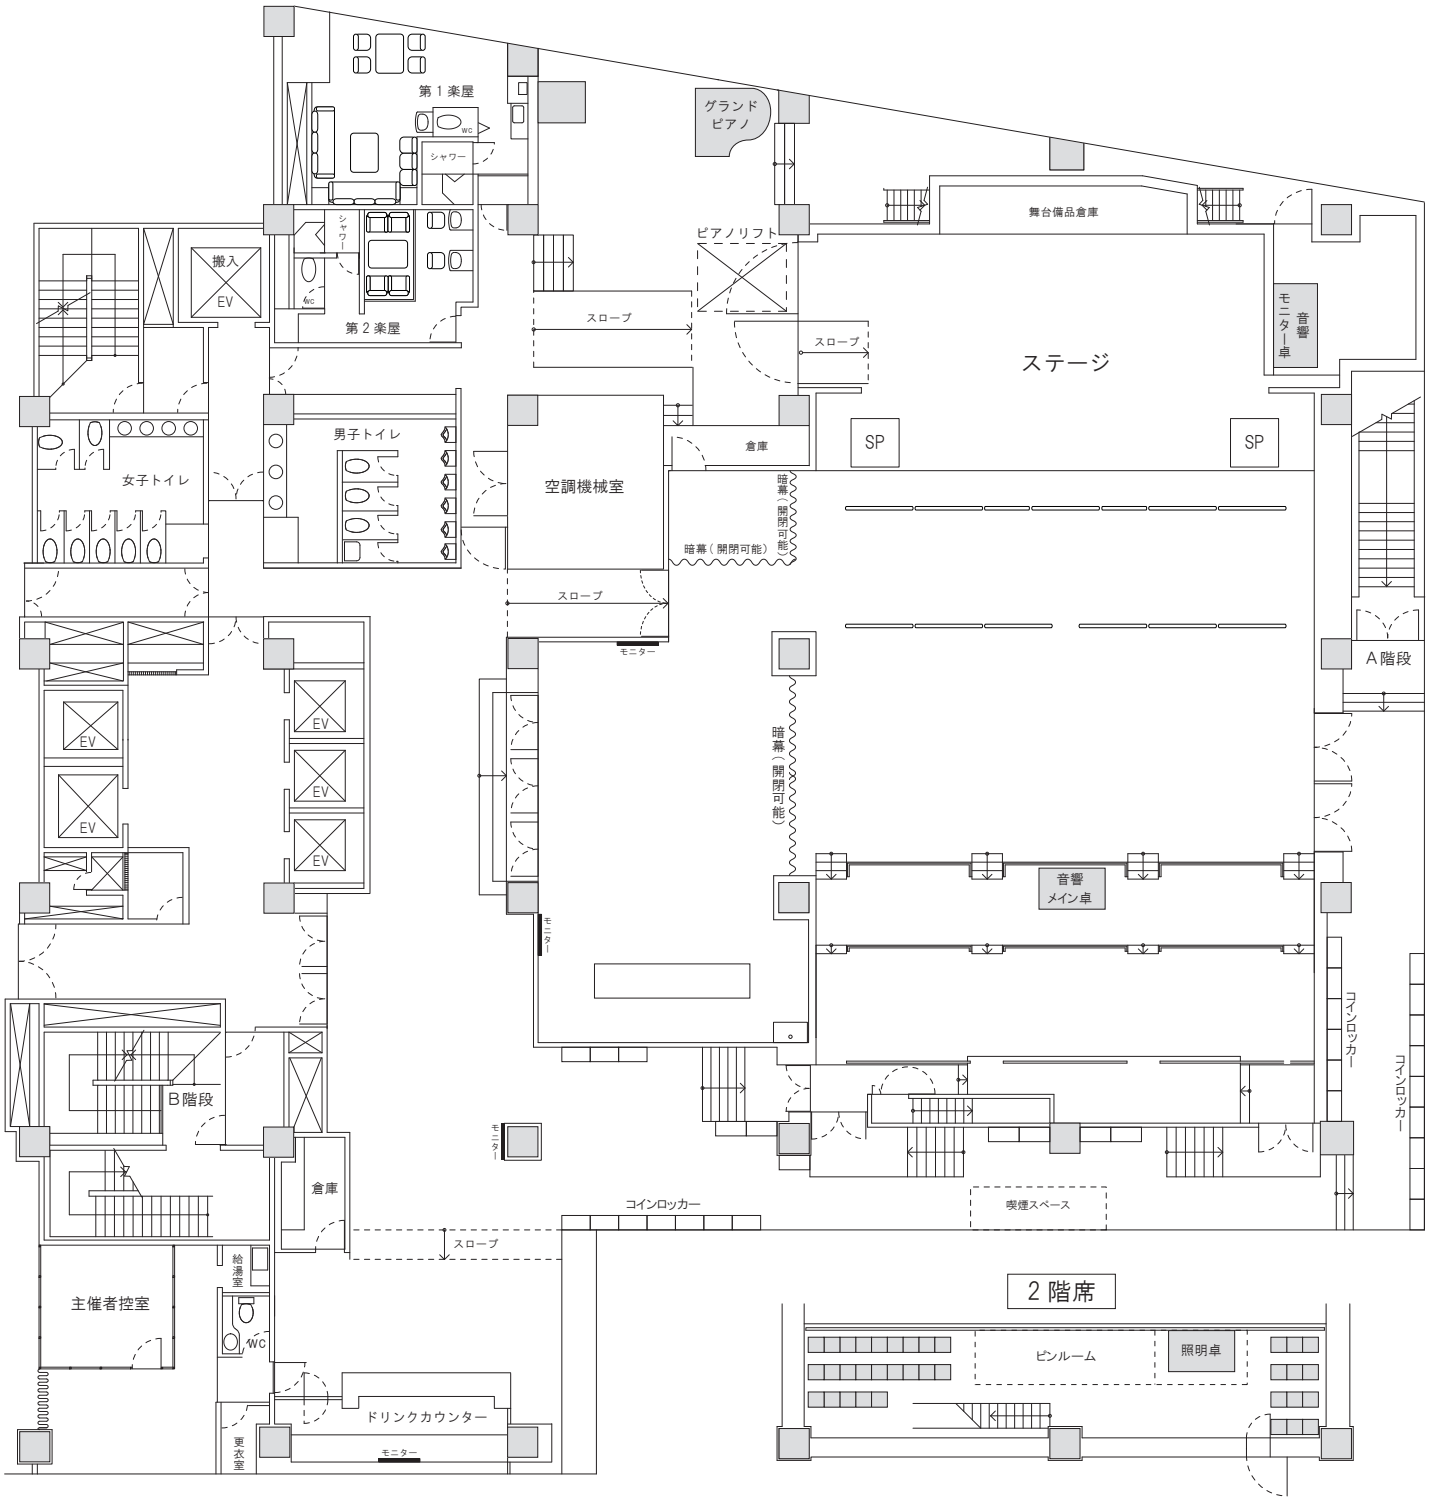 第1楽屋
WC
シャワー
グランド
ピアノ
舞台備品倉庫
シャワー
搬入
EV
WC
第2楽屋
ピアノリフト
スロープ
スロープ
ステージ
音響
モニター卓
SP
SP
男子トイレ
倉庫
女子トイレ
空調機械室
暗幕(開閉可能)
暗幕(開閉可能)
スロープ
モニター
A階段
EV
EV
EV
EV
EV
暗幕(開閉可能)
音響
メイン卓
モニター
コインロッカー
コインロッカー
B階段
モニター
倉庫
コインロッカー
喫煙スペース
スロープ
給湯室
主催者控室
WC
2階席
ピンルーム
照明卓
ドリンクカウンター
モニター
更衣室